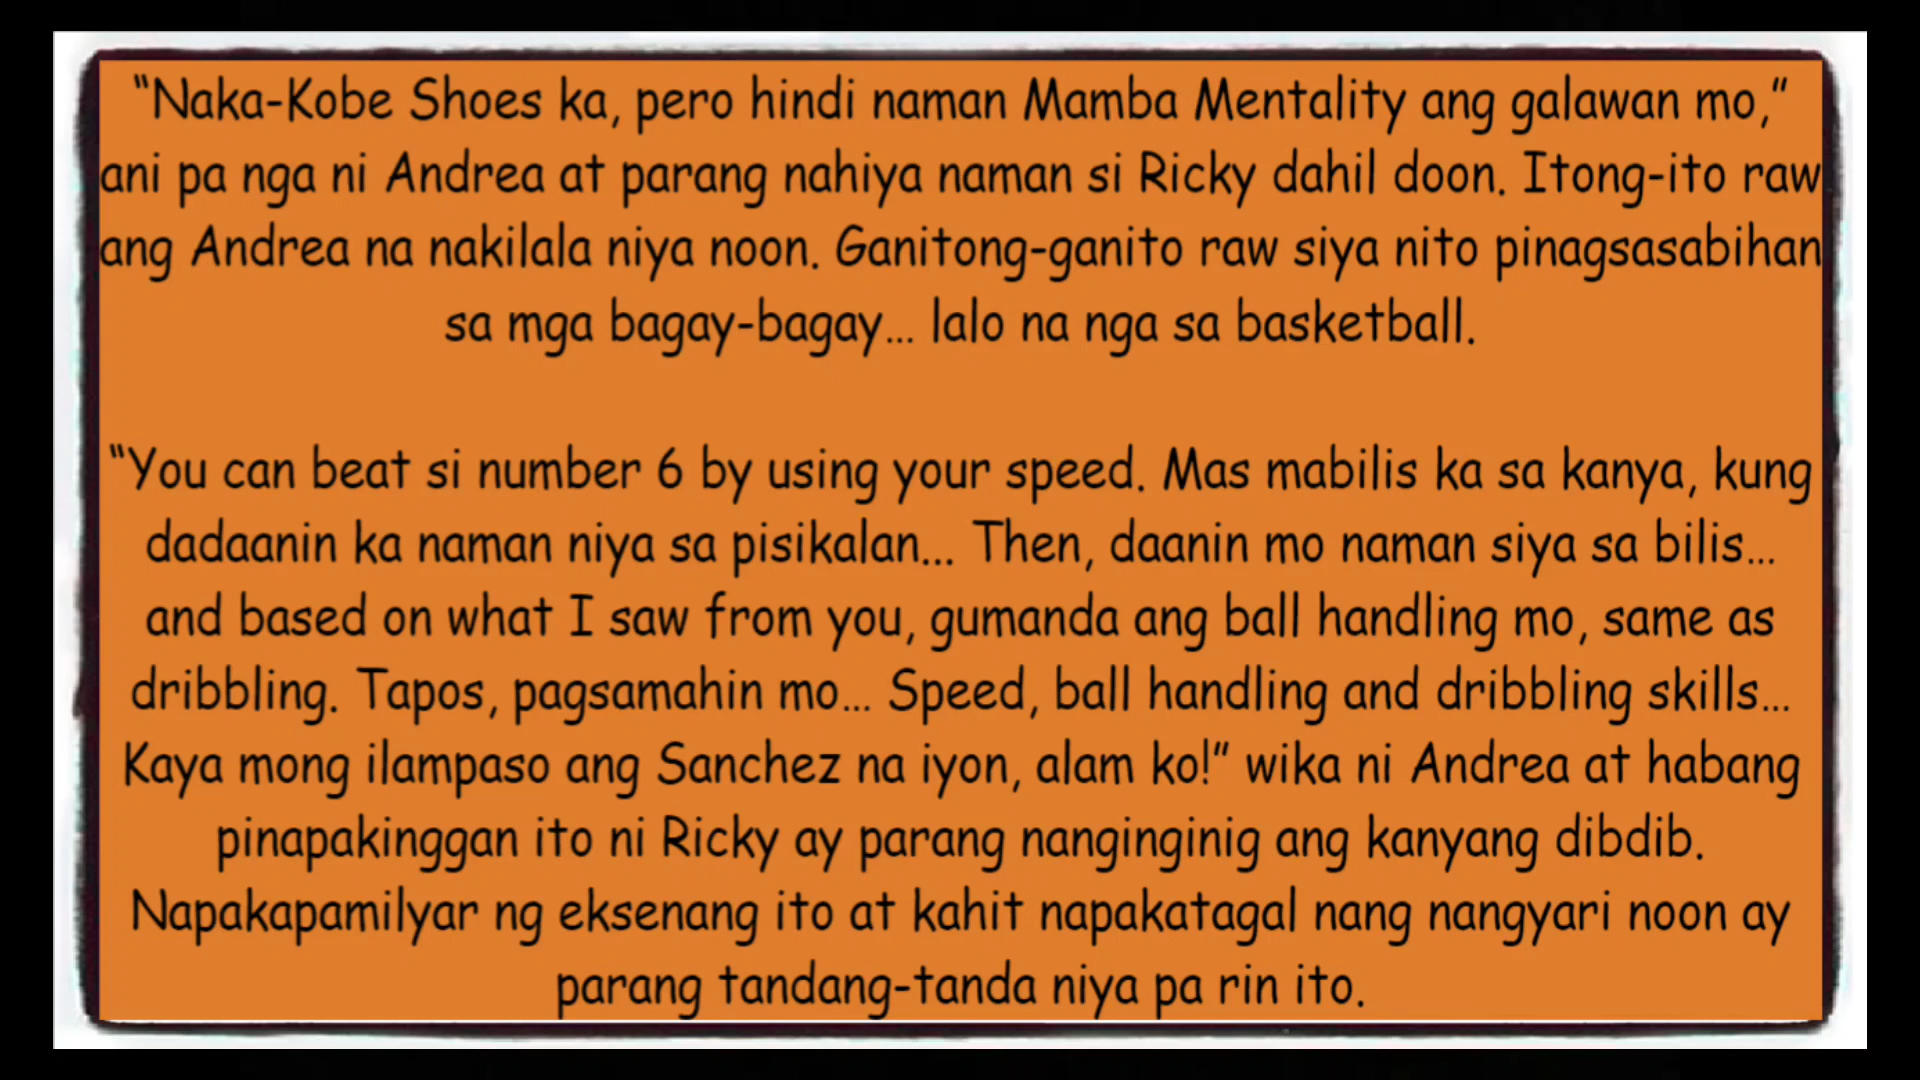 “Naka-Kobe Shoes ka, pero hindi naman Mamba Mentality ang galawan mo,”
ani pa nga ni Andrea at parang nahiya naman si Ricky dahil doon. Itong-ito raw
ang Andrea na nakilala niya noon. Ganitong-ganito raw siya nito pinagsasabihan
sa mga bagay-bagay... lalo na nga sa basketball.
“You can beat si number 6 by using your speed. Mas mabilis ka sa kanya, kung
dadaanin ka naman niya sa pisikalan... Then, daanin mo naman siya sa bilis...
and based on what I saw from you, gumanda ang ball handling mo, same as
dribbling. Tapos, pagsamahin mo... Speed, ball handling and dribbling skills...
Kaya mong ilampaso ang Sanchez na iyon, alam ko!” wika ni Andrea at habang
pinapakinggan ito ni Ricky ay parang nanginginig ang kanyang dibdib.
Napakapamilyar ng eksenang ito at kahit napakatagal nang nangyari noon ay
parang tandang-tanda niya pa rin ito.